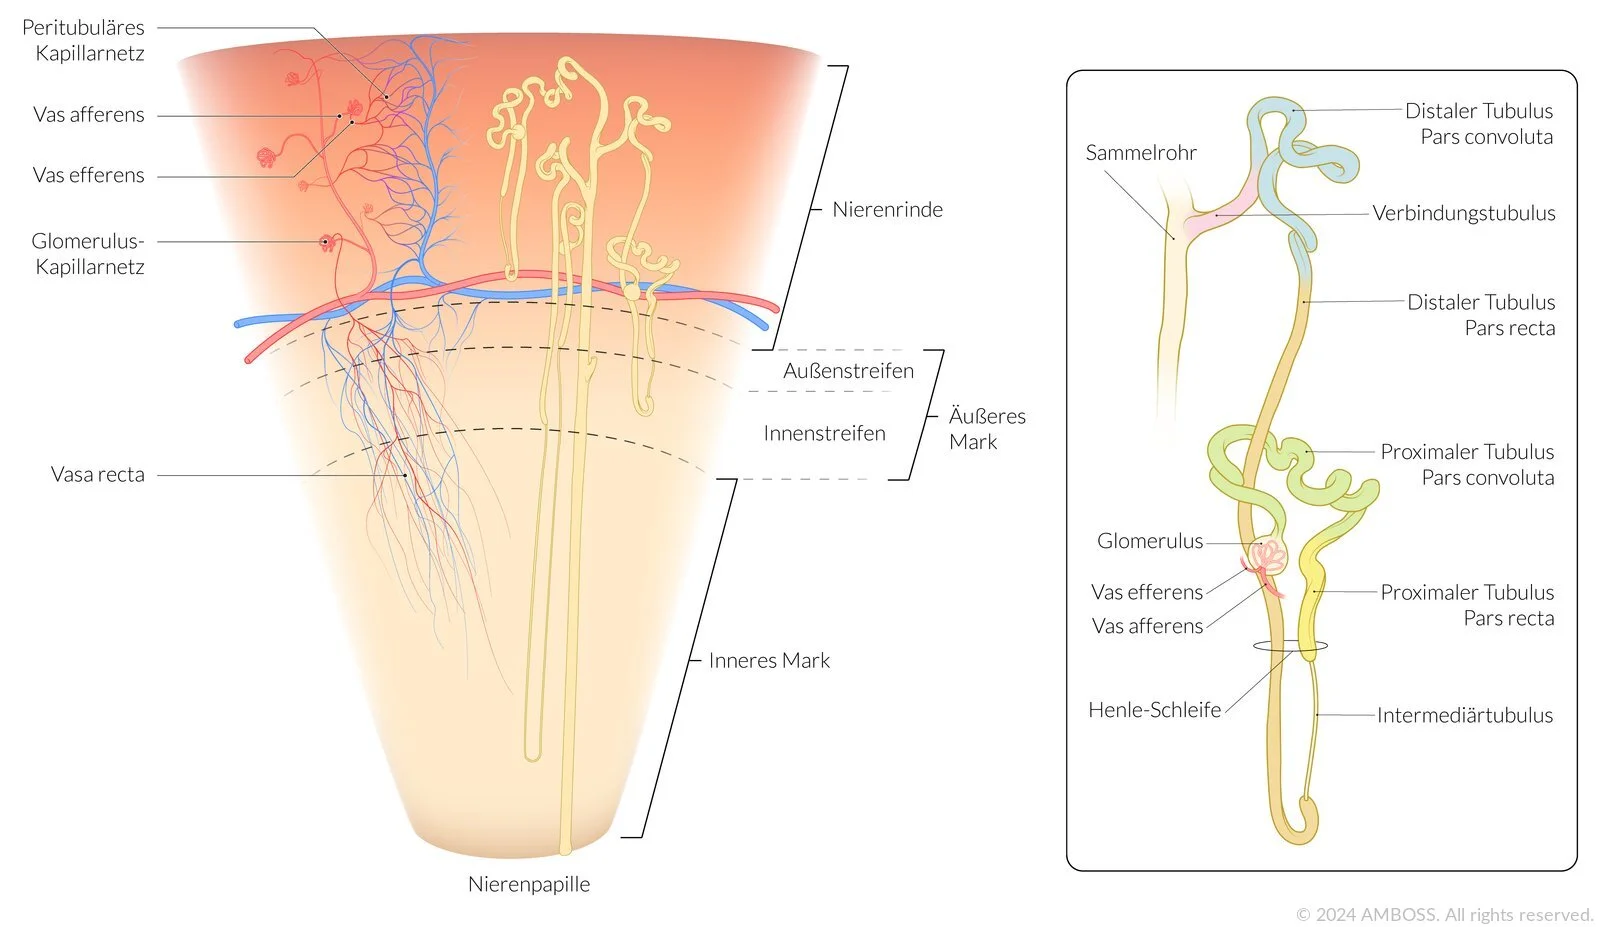 Peritubuläres
Kapillarnetz
Vas afferens
Vas efferens
Glomerulus-
Kapillarnetz
Vasa recta
Nierenrinde
Außenstreifen
Innenstreifen
Äußeres
Mark
Inneres Mark
Nierenpapille
Sammelrohr
Distaler Tubulus
Pars convoluta
Verbindungstubulus
Distaler Tubulus
Pars recta
Proximaler Tubulus
Pars convoluta
Glomerulus
Vas efferens
Vas afferens
Proximaler Tubulus
Pars recta
Henle-Schleife
Intermediärtubulus
© 2024 AMBOSS. All rights reserved.